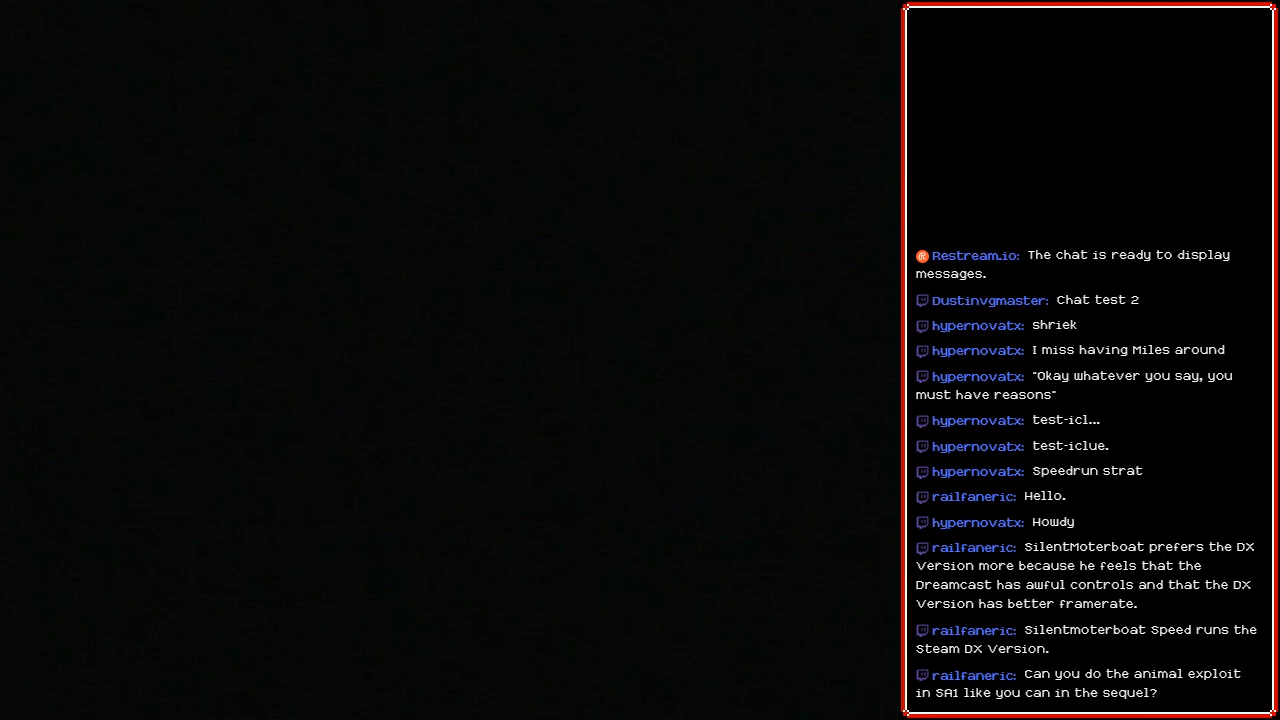 Restream.io: The chat is ready to display
messages.
Dustinvgmaster: Chat test 2
hypernovatx: shriek
hypernovatx: I miss having Miles around
hypernovatx: "Okay whatever you say, you
must have reasons"
hypernovatx: test-icl...
hypernovatx: test-iclue.
hypernovatx: Speedrun strat
railfaneric: Hello.
hypernovatx: Howdy
railfaneric: SilentMoterboat prefers the DX
Version more because he feels that the
Dreamcast has awful controls and that the DX
Version has better framerate.
railfaneric: Silentmoterboat Speed runs the
Steam DX Version.
railfaneric: Can you do the animal exploit
in SA1 like you can in the sequel?